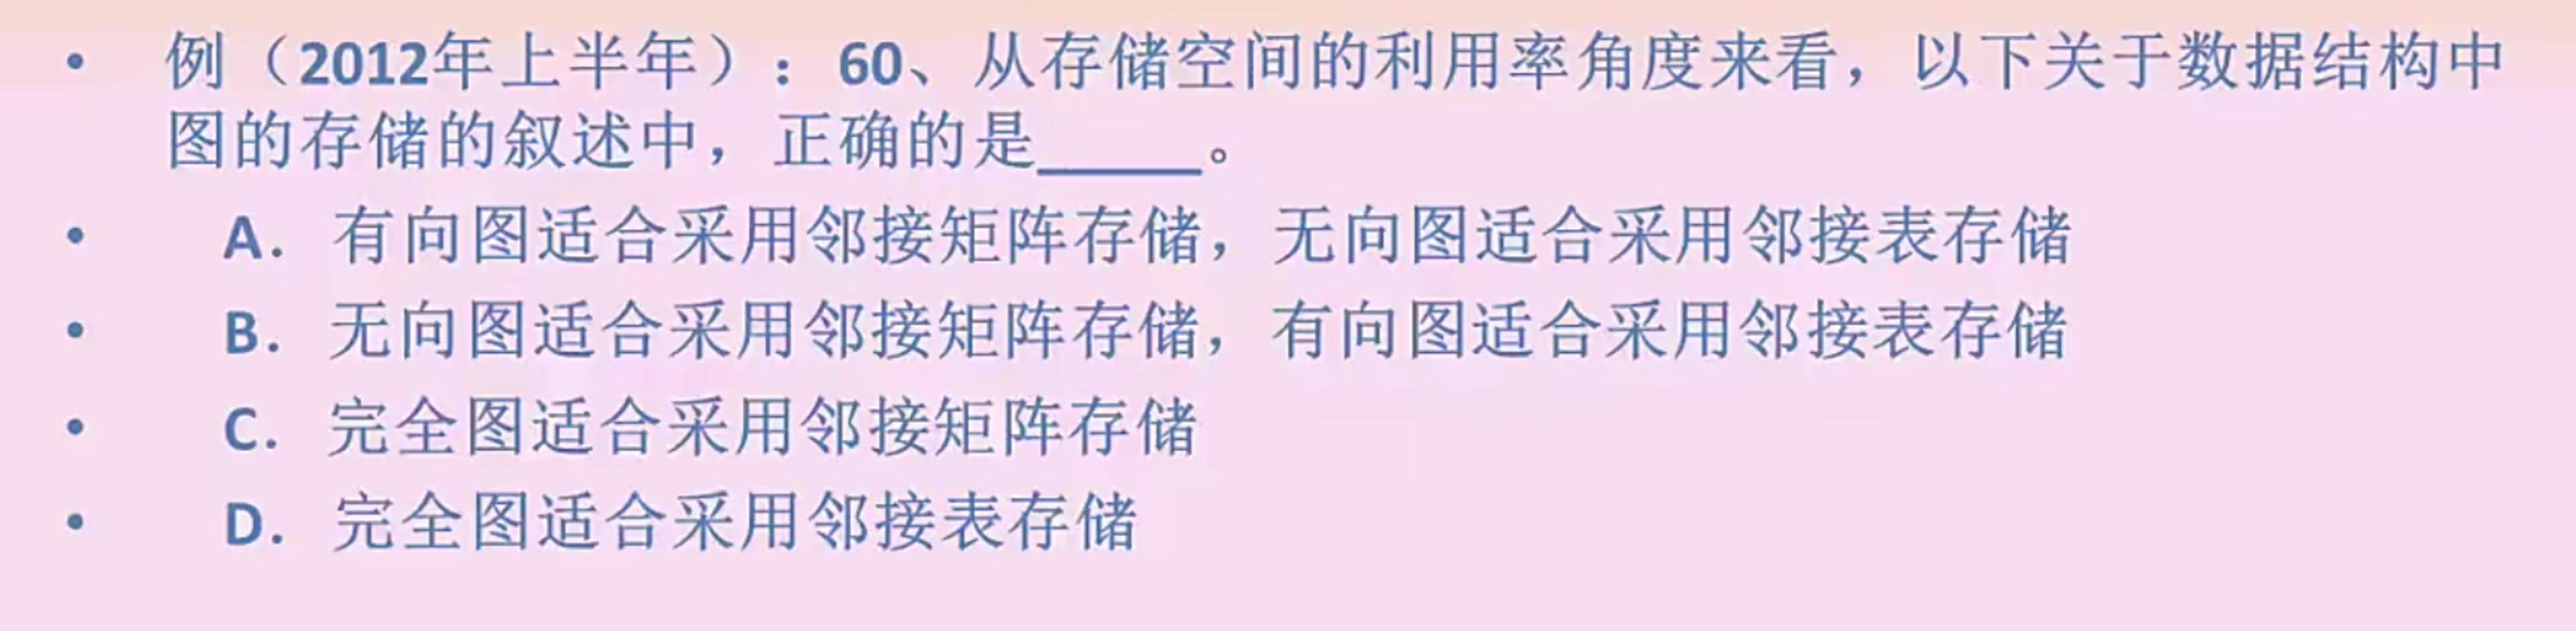 • 例（2012年上半年）：60、从存储空间的利用率角度来看，以下关于数据结构中
图的存储的叙述中，正确的是_____。
• A. 有向图适合采用邻接矩阵存储，无向图适合采用邻接表存储
• B. 无向图适合采用邻接矩阵存储，有向图适合采用邻接表存储
• C. 完全图适合采用邻接矩阵存储
• D. 完全图适合采用邻接表存储